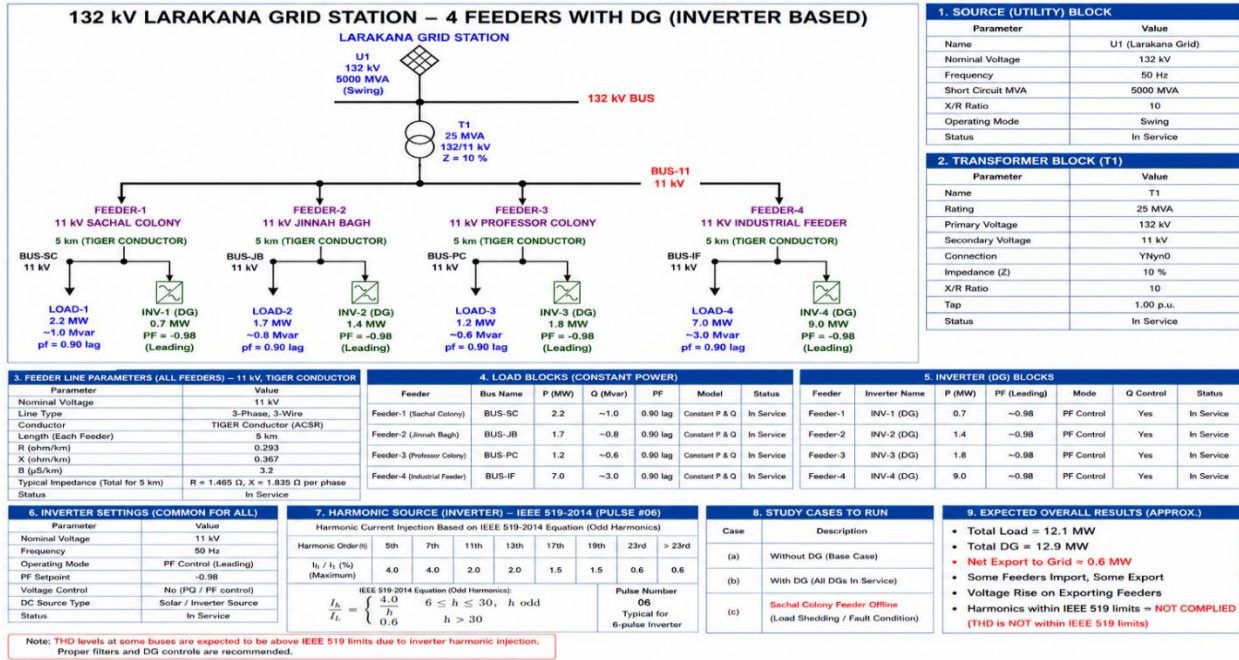 132 kV LARAKANA GRID STATION – 4 FEEDERS WITH DG (INVERTER BASED)
LARAKANA GRID STATION
U1
132 kV
5000 MVA
(Swing)
132 kV BUS
T1
25 MVA
132/11 kV
Z = 10 %
BUS-11
11 kV
FEEDER-1
11 kV SACHAL COLONY
5 km (TIGER CONDUCTOR)
BUS-SC
11 kV
LOAD-1
2.2 MW
~1.0 Mvar
pf = 0.90 lag
INV-1 (DG)
0.7 MW
PF = -0.98
(Leading)
FEEDER-2
11 kV JINNAH BAGH
5 km (TIGER CONDUCTOR)
BUS-JB
11 kV
LOAD-2
1.7 MW
~0.8 Mvar
pf = 0.90 lag
INV-2 (DG)
1.4 MW
PF = -0.98
(Leading)
FEEDER-3
11 kV PROFESSOR COLONY
5 km (TIGER CONDUCTOR)
BUS-PC
11 kV
LOAD-3
1.2 MW
~0.6 Mvar
pf = 0.90 lag
INV-3 (DG)
1.8 MW
PF = -0.98
(Leading)
FEEDER-4
11 KV INDUSTRIAL FEEDER
5 km (TIGER CONDUCTOR)
BUS-IF
11 kV
LOAD-4
7.0 MW
~3.0 Mvar
pf = 0.90 lag
INV-4 (DG)
9.0 MW
PF = -0.98
(Leading)
1. SOURCE (UTILITY) BLOCK
Parameter Value
Name U1 (Larakana Grid)
Nominal Voltage 132 kV
Frequency 50 Hz
Short Circuit MVA 5000 MVA
X/R Ratio 10
Operating Mode Swing
Status In Service
2. TRANSFORMER BLOCK (T1)
Parameter Value
Name T1
Rating 25 MVA
Primary Voltage 132 kV
Secondary Voltage 11 kV
Connection YNyn0
Impedance (Z) 10 %
X/R Ratio 10
Tap 1.00 p.u.
Status In Service
3. FEEDER LINE PARAMETERS (ALL FEEDERS) – 11 kV, TIGER CONDUCTOR
Parameter Value
Nominal Voltage 11 kV
Line Type 3-Phase, 3-Wire
Conductor TIGER Conductor (ACSR)
Length (Each Feeder) 5 km
R (ohm/km) 0.293
X (ohm/km) 0.367
B (µS/km) 3.2
Typical Impedance (Total for 5 km) R = 1.465 Ω, X = 1.835 Ω per phase
Status In Service
4. LOAD BLOCKS (CONSTANT POWER)
Feeder Bus Name P (MW) Q (Mvar) PF Model Status
Feeder-1 (Sachal Colony) BUS-SC 2.2 ~1.0 0.90 lag Constant P & Q In Service
Feeder-2 (Jinnah Bagh) BUS-JB 1.7 ~0.8 0.90 lag Constant P & Q In Service
Feeder-3 (Professor Colony) BUS-PC 1.2 ~0.6 0.90 lag Constant P & Q In Service
Feeder-4 (Industrial Feeder) BUS-IF 7.0 ~3.0 0.90 lag Constant P & Q In Service
5. INVERTER (DG) BLOCKS
Feeder Inverter Name P (MW) PF (Leading) Mode Q Control Status
Feeder-1 INV-1 (DG) 0.7 ~0.98 PF Control Yes In Service
Feeder-2 INV-2 (DG) 1.4 ~0.98 PF Control Yes In Service
Feeder-3 INV-3 (DG) 1.8 ~0.98 PF Control Yes In Service
Feeder-4 INV-4 (DG) 9.0 ~0.98 PF Control Yes In Service
6. INVERTER SETTINGS (COMMON FOR ALL)
Parameter Value
Nominal Voltage 11 kV
Frequency 50 Hz
Operating Mode PF Control (Leading)
PF Setpoint -0.98
Voltage Control No (PQ / PF control)
DC Source Type Solar / Inverter Source
Status In Service
7. HARMONIC SOURCE (INVERTER) – IEEE 519-2014 (PULSE #06)
Harmonic Current Injection Based on IEEE 519-2014 Equation (Odd Harmonics)
Harmonic Order (h) 5th 7th 11th 13th 17th 19th 23rd > 23rd
Ih / I1 (%) (Maximum) 4.0 4.0 2.0 2.0 1.5 1.5 0.6 0.6
IEEE 519-2014 Equation (Odd Harmonics):
Ih/IL = { 4.0/h 6 ≤ h ≤ 30, h odd
0.6 h > 30
Pulse Number
06
Typical for
6-pulse Inverter
8. STUDY CASES TO RUN
Case Description
(a) Without DG (Base Case)
(b) With DG (All DGs In Service)
(c) Sachal Colony Feeder Offline
(Load Shedding / Fault Condition)
9. EXPECTED OVERALL RESULTS (APPROX.)
• Total Load = 12.1 MW
• Total DG = 12.9 MW
• Net Export to Grid ≈ 0.6 MW
• Some Feeders Import, Some Export
• Voltage Rise on Exporting Feeders
• Harmonics within IEEE 519 limits = NOT COMPLIED
(THD is NOT within IEEE 519 limits)
Note: THD levels at some buses are expected to be above IEEE 519 limits due to inverter harmonic injection.
Proper filters and DG controls are recommended.